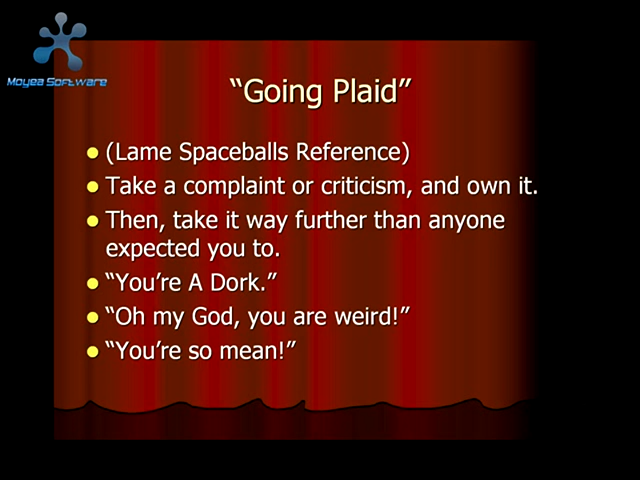 Moyea Software
“Going Plaid”
(Lame Spaceballs Reference)
Take a complaint or criticism, and own it.
Then, take it way further than anyone
expected you to.
“You’re A Dork.”
“Oh my God, you are weird!”
“You’re so mean!”